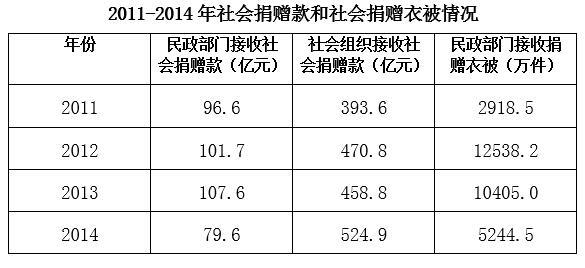 2011-2014 年社会捐赠款和社会捐赠衣被情况
年份 民政部门接收社会捐赠款（亿元） 社会组织接收社会捐赠款（亿元） 民政部门接收捐赠衣被（万件）
2011 96.6 393.6 2918.5
2012 101.7 470.8 12538.2
2013 107.6 458.8 10405.0
2014 79.6 524.9 5244.5